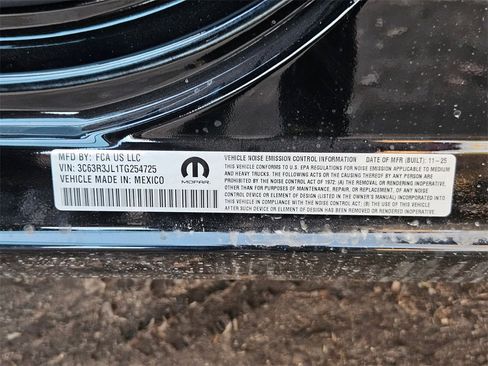 MFD BY: FCA US LLC
VIN: 3C63R3JL1TG254725
VEHICLE MADE IN: MEXICO
MOPAR
VEHICLE NOISE EMISSION CONTROL INFORMATION DATE OF MFR (BUILT): 11-25
THIS VEHICLE CONFORMS TO U.S. EPA REGULATIONS FOR NOISE EMISSION APPLICABLE TO MEDIUM
AND HEAVY TRUCKS. THE FOLLOWING ACTS OR THE CAUSING THEREOF BY ANY PERSON
ARE PROHIBITED BY THE NOISE CONTROL ACT OF 1972: (A) THE REMOVAL OR RENDERING
INOPERATIVE, OTHER THAN FOR PURPOSES OF MAINTENANCE, REPAIR, OR REPLACEMENT, OF ANY NOISE
CONTROL DEVICE OR ELEMENT OF DESIGN (LISTED IN THE OWNER'S MANUAL) INCORPORATED INTO
THIS VEHICLE IN COMPLIANCE WITH THE NOISE CONTROL ACT; (B) THE USE OF THIS VEHICLE
AFTER SUCH DEVICE OR ELEMENT OF DESIGN HAS BEEN REMOVED OR RENDERED INOPERATIVE.